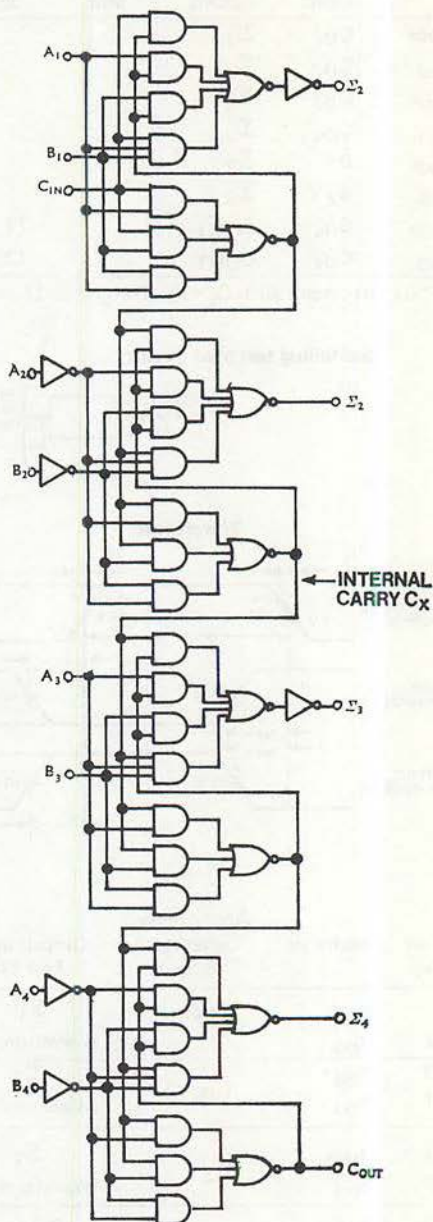 A1
Σ2
B1
CIN
A2
Σ2
B2
INTERNAL
CARRY CX
A3
Σ3
B3
A4
Σ4
B4
COUT